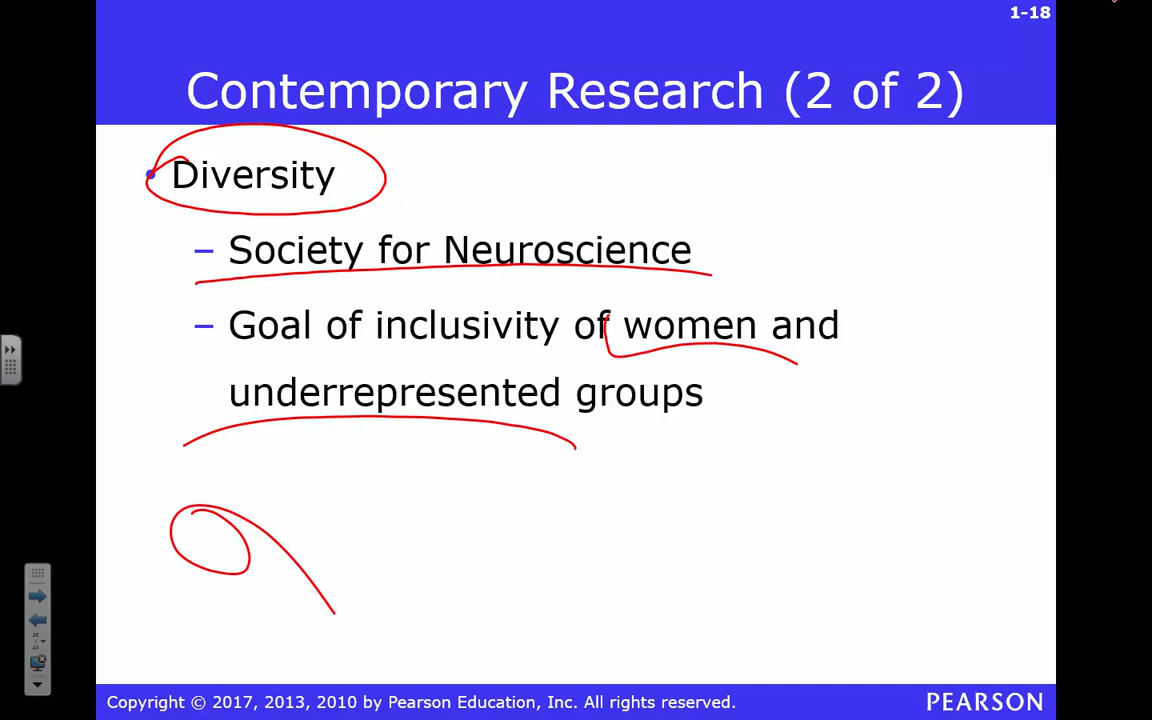 1-18
Contemporary Research (2 of 2)
• Diversity
– Society for Neuroscience
– Goal of inclusivity of women and
underrepresented groups
Copyright © 2017, 2013, 2010 by Pearson Education, Inc. All rights reserved.
PEARSON